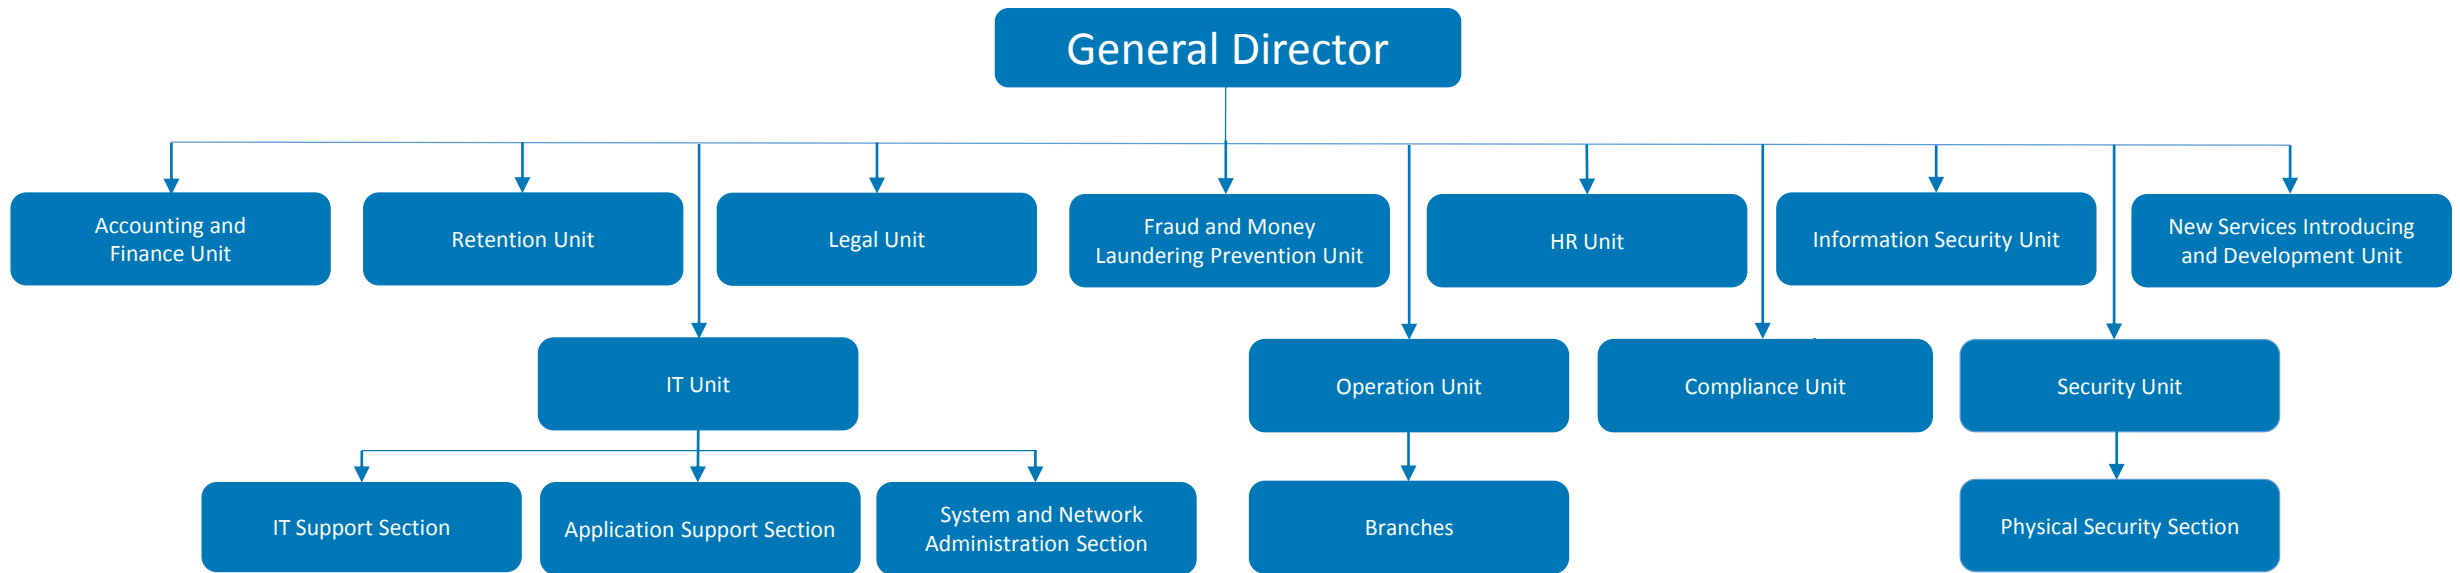 General Director
Accounting and
Finance Unit
Retention Unit
Legal Unit
Fraud and Money
Laundering Prevention Unit
HR Unit
Information Security Unit
New Services Introducing
and Development Unit
IT Unit
Operation Unit
Compliance Unit
Security Unit
IT Support Section
Application Support Section
System and Network
Administration Section
Branches
Physical Security Section